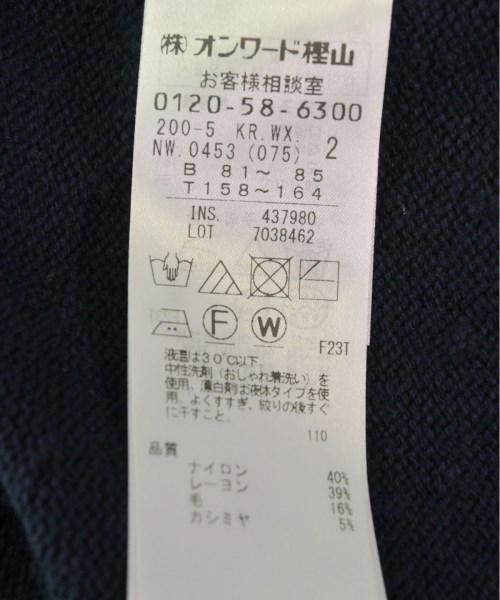 ㈱オンワード樫山
お客様相談室
0120-58-6300
200-5 KR.WX. 2
NW.0453 (075)
B 81～ 85
T 158～164
INS. 437980
LOT 7038462
F W
F23T
液温は30℃以下、
中性洗剤（おしゃれ着洗い）を
使用。漂白剤は液体タイプを使
用。よくすすぎ、絞りの後すぐ
に干すこと。
110
品質
ナイロン 40%
レーヨン 39%
毛 16%
カシミヤ 5%